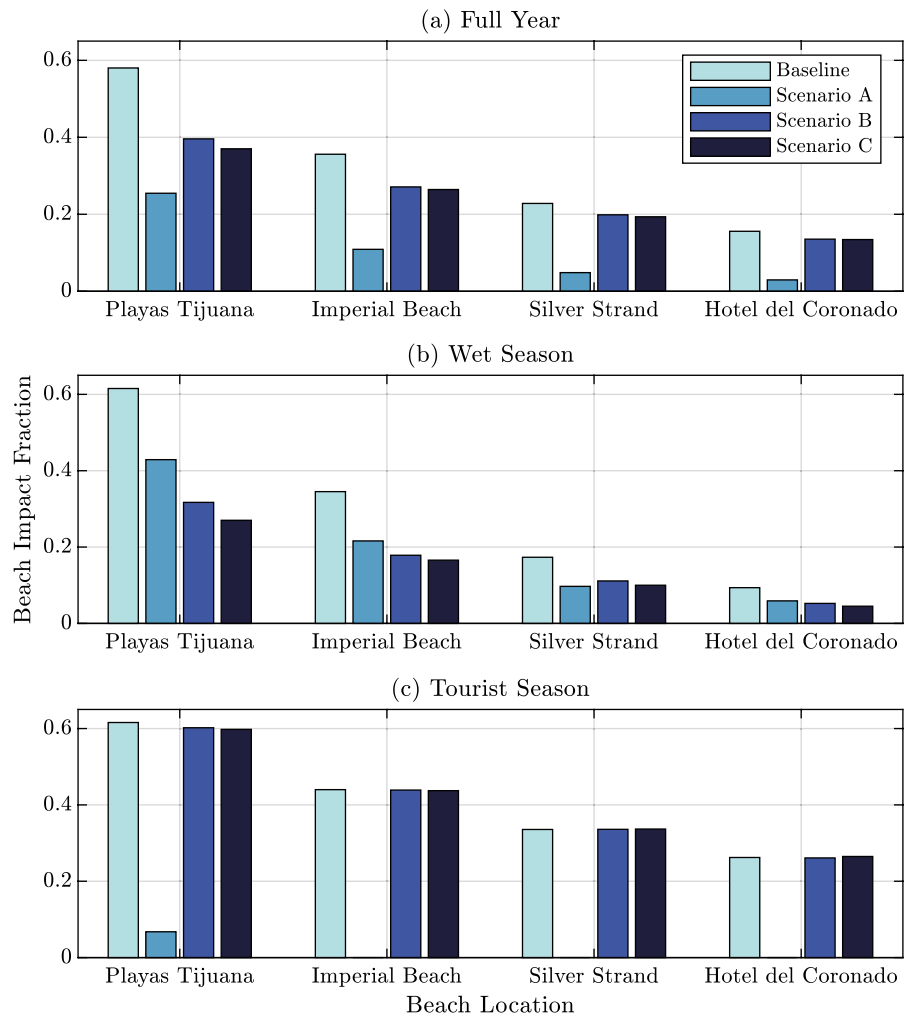 (a) Full Year
0.6
0.4
0.2
0
Baseline
Scenario A
Scenario B
Scenario C
Playas Tijuana Imperial Beach Silver Strand Hotel del Coronado
(b) Wet Season
Beach Impact Fraction
0.6
0.4
0.2
0
Playas Tijuana Imperial Beach Silver Strand Hotel del Coronado
(c) Tourist Season
0.6
0.4
0.2
0
Playas Tijuana Imperial Beach Silver Strand Hotel del Coronado
Beach Location